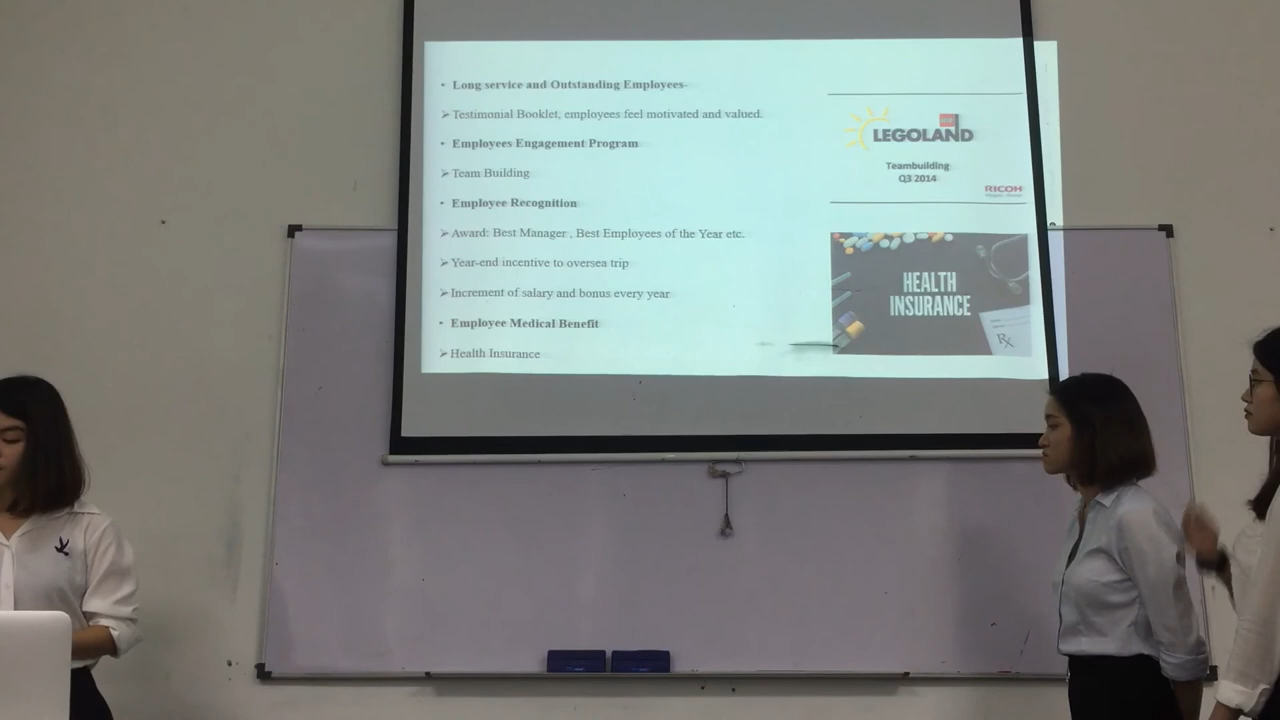 • Long service and Outstanding Employees-
➢ Testimonial Booklet, employees feel motivated and valued.
• Employees Engagement Program
➢ Team Building
• Employee Recognition
➢ Award: Best Manager , Best Employees of the Year etc.
➢ Year-end incentive to oversea trip
➢ Increment of salary and bonus every year
• Employee Medical Benefit
➢ Health Insurance
LEGOLAND
Teambuilding
Q3 2014
RICOH
HEALTH
INSURANCE
Rx